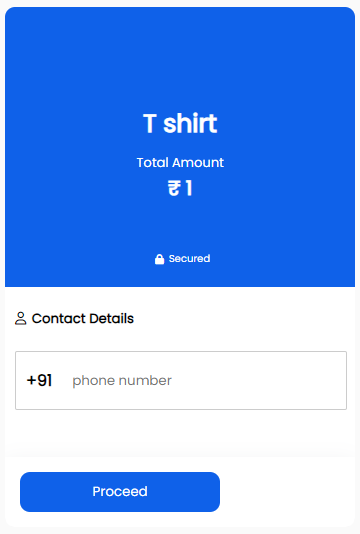 T shirt
Total Amount
₹ 1
Secured
Contact Details
+91 phone number
Proceed